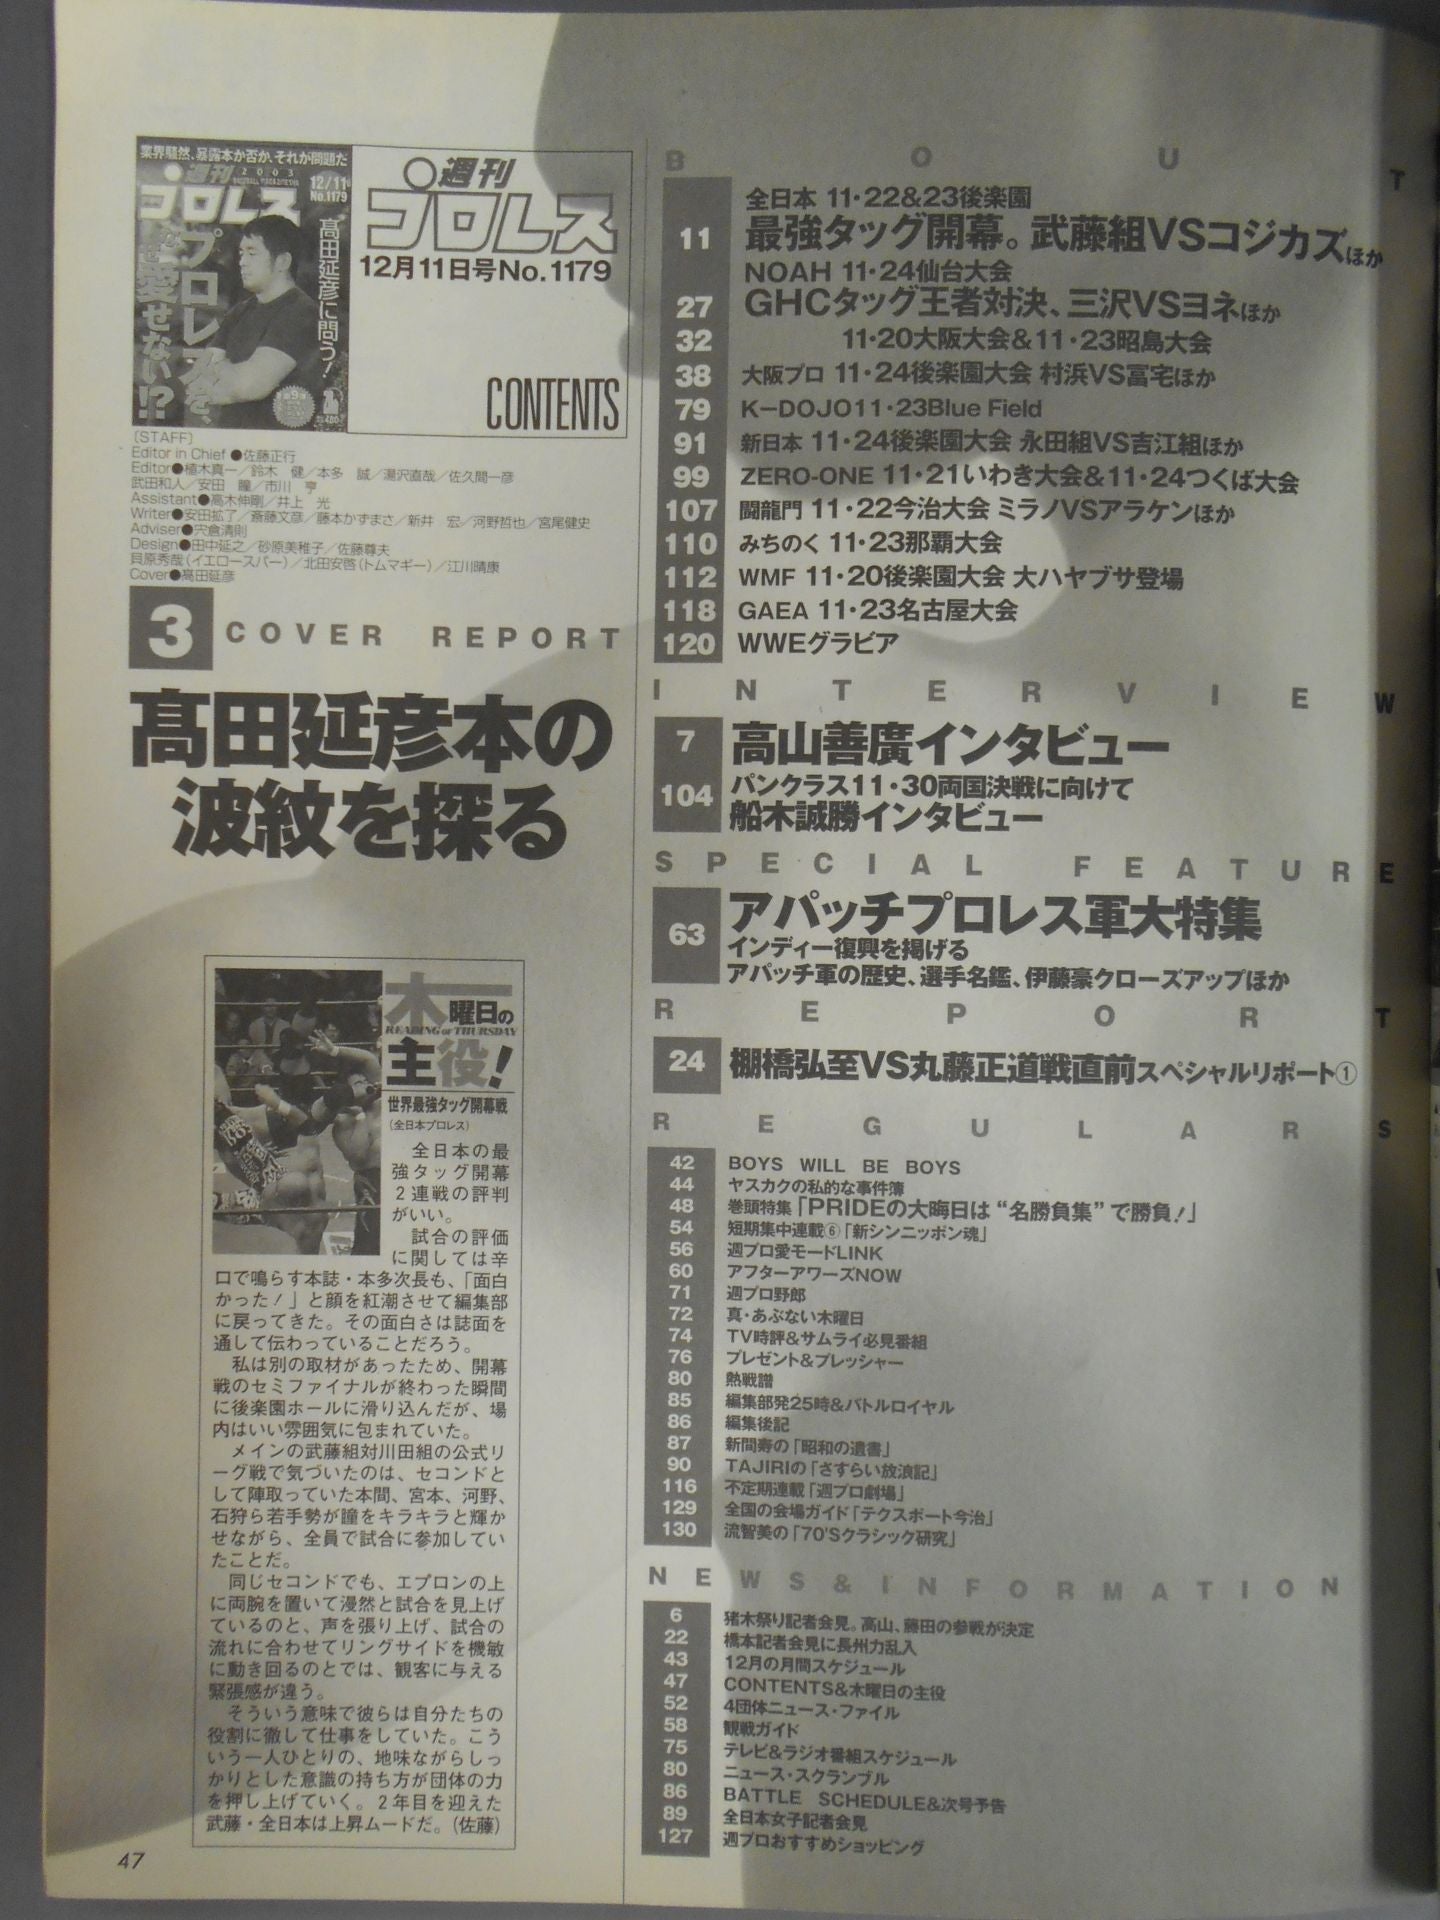 業界騒然、暴露本か否か、それが問題だ
週刊
プロレス
2003
12/11
No.1179
髙田延彦に問う!
なぜ愛せない!?
プロレスを、
週刊
プロレス
12月11日号No.1179
CONTENTS
〔STAFF〕
Editor in Chief ●佐藤正行
Editor●植木真一/鈴木 健/本多 誠/湯沢直哉/佐久間一彦
武田和人/安田 瞳/市川 亨
Assistant●高木伸剛/井上 光
Writer●安田拡了/斎藤文彦/藤本かずまさ/新井 宏/河野哲也/宮尾健史
Adviser●宍倉清則
Design●田中延之/砂原美稚子/佐藤尊夫
貝原秀哉(イエロースパー)/北田安啓(トムマギー)/江川晴康
Cover●髙田延彦
3 COVER REPORT
髙田延彦本の
波紋を探る
木曜日の
READING of THURSDAY
主役!
世界最強タッグ開幕戦
(全日本プロレス)
全日本の最
強タッグ開幕
2連戦の評判
がいい。
試合の評価
に関しては辛
口で鳴らす本誌・本多次長も、「面白
かった!」と顔を紅潮させて編集部
に戻ってきた。その面白さは誌面を
通して伝わっていることだろう。
私は別の取材があったため、開幕
戦のセミファイナルが終わった瞬間
に後楽園ホールに滑り込んだが、場
内はいい雰囲気に包まれていた。
メインの武藤組対川田組の公式リ
ーグ戦で気づいたのは、セコンドと
して陣取っていた本間、宮本、河野、
石狩ら若手勢が瞳をキラキラと輝か
せながら、全員で試合に参加してい
たことだ。
同じセコンドでも、エプロンの上
に両腕を置いて漫然と試合を見上げ
ているのと、声を張り上げ、試合の
流れに合わせてリングサイドを機敏
に動き回るのとでは、観客に与える
緊張感が違う。
そういう意味で彼らは自分たちの
役割に徹して仕事をしていた。こう
いう一人ひとりの、地味ながらしっ
かりとした意識の持ち方が団体の力
を押し上げていく。2年目を迎えた
武藤・全日本は上昇ムードだ。(佐藤)
47
BOUT
全日本 11・22&23後楽園
11 最強タッグ開幕。武藤組VSコジカズほか
NOAH 11・24仙台大会
27 GHCタッグ王者対決、三沢VSヨネほか
32 11・20大阪大会&11・23昭島大会
38 大阪プロ 11・24後楽園大会 村浜VS冨宅ほか
79 K−DOJO11・23Blue Field
91 新日本 11・24後楽園大会 永田組VS吉江組ほか
99 ZERO-ONE 11・21いわき大会&11・24つくば大会
107 闘龍門 11・22今治大会 ミラノVSアラケンほか
110 みちのく 11・23那覇大会
112 WMF 11・20後楽園大会 大ハヤブサ登場
118 GAEA 11・23名古屋大会
120 WWEグラビア
INTERVIEW
7 高山善廣インタビュー
104 パンクラス11・30両国決戦に向けて
船木誠勝インタビュー
SPECIAL FEATURE
63 アパッチプロレス軍大特集
インディー復興を掲げる
アパッチ軍の歴史、選手名鑑、伊藤豪クローズアップほか
REPORT
24 棚橋弘至VS丸藤正道戦直前スペシャルリポート①
REGULARS
42 BOYS WILL BE BOYS
44 ヤスカクの私的な事件簿
48 巻頭特集「PRIDEの大晦日は“名勝負集”で勝負!」
54 短期集中連載⑥「新シンニッポン魂」
56 週プロ愛モードLINK
60 アフターアワーズNOW
71 週プロ野郎
72 真・あぶない木曜日
74 TV時評&サムライ必見番組
76 プレゼント&プレッシャー
80 熱戦譜
85 編集部発25時&バトルロイヤル
86 編集後記
87 新間寿の「昭和の遺書」
90 TAJIRIの「さすらい放浪記」
116 不定期連載「週プロ劇場」
129 全国の会場ガイド「テクスポート今治」
130 流智美の「70'Sクラシック研究」
NEWS&INFORMATION
6 猪木祭り記者会見。高山、藤田の参戦が決定
22 橋本記者会見に長州力乱入
43 12月の月間スケジュール
47 CONTENTS&木曜日の主役
52 4団体ニュース・ファイル
58 観戦ガイド
75 テレビ&ラジオ番組スケジュール
80 ニュース・スクランブル
86 BATTLE SCHEDULE&次号予告
89 全日本女子記者会見
127 週プロおすすめショッピング